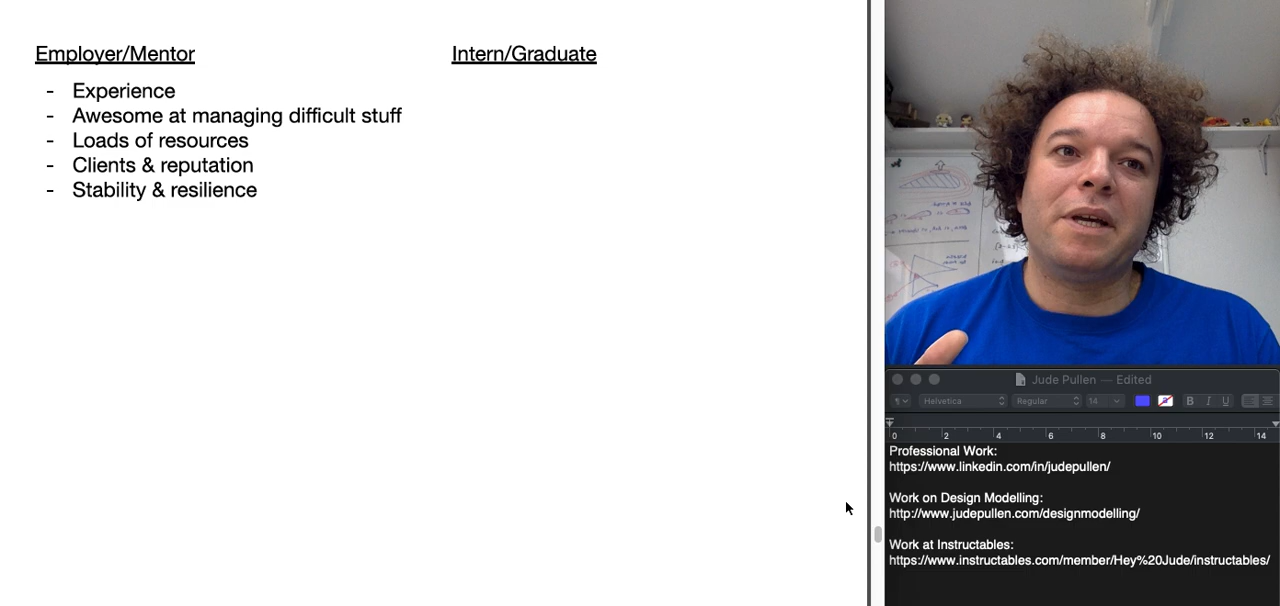 Employer/Mentor
- Experience
- Awesome at managing difficult stuff
- Loads of resources
- Clients & reputation
- Stability & resilience
Intern/Graduate
Jude Pullen — Edited
Helvetica Regular 14 a B I U
0 2 4 6 8 10 12 14
Professional Work:
https://www.linkedin.com/in/judepullen/
Work on Design Modelling:
http://www.judepullen.com/designmodelling/
Work at Instructables:
https://www.instructables.com/member/Hey%20Jude/instructables/